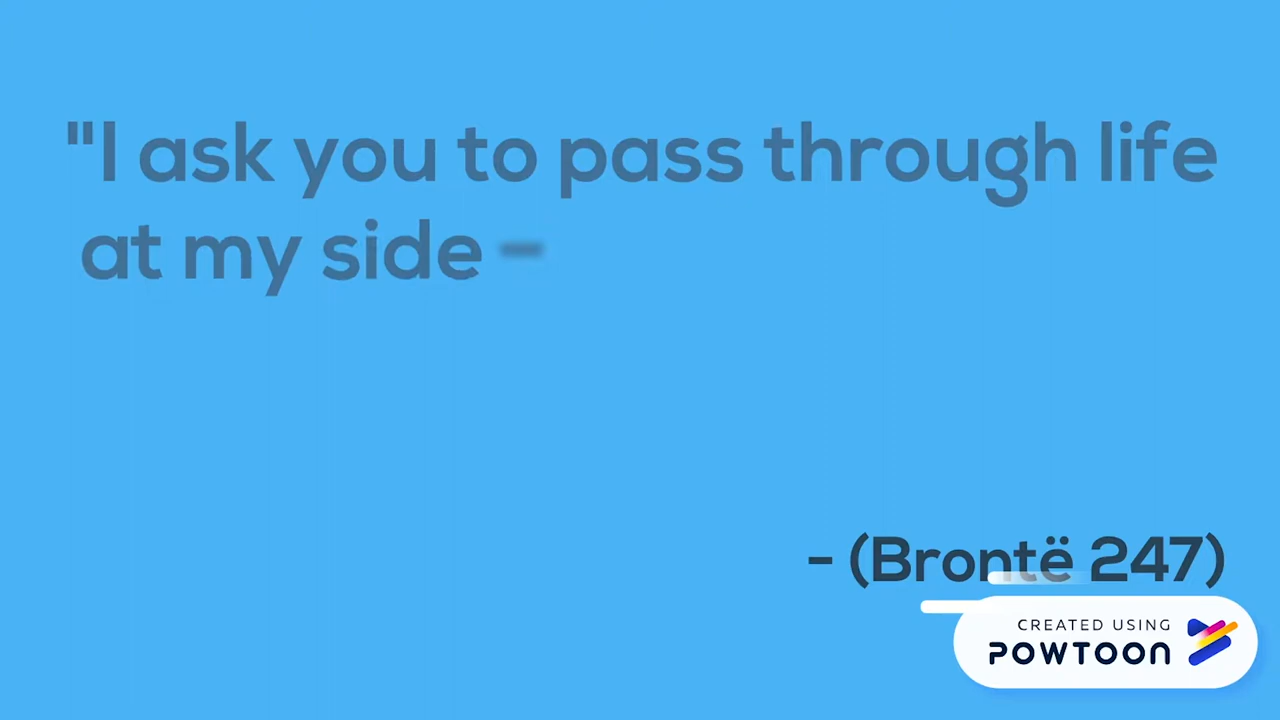 "I ask you to pass through life
at my side -
- (Brontë 247)
CREATED USING
POWTOON